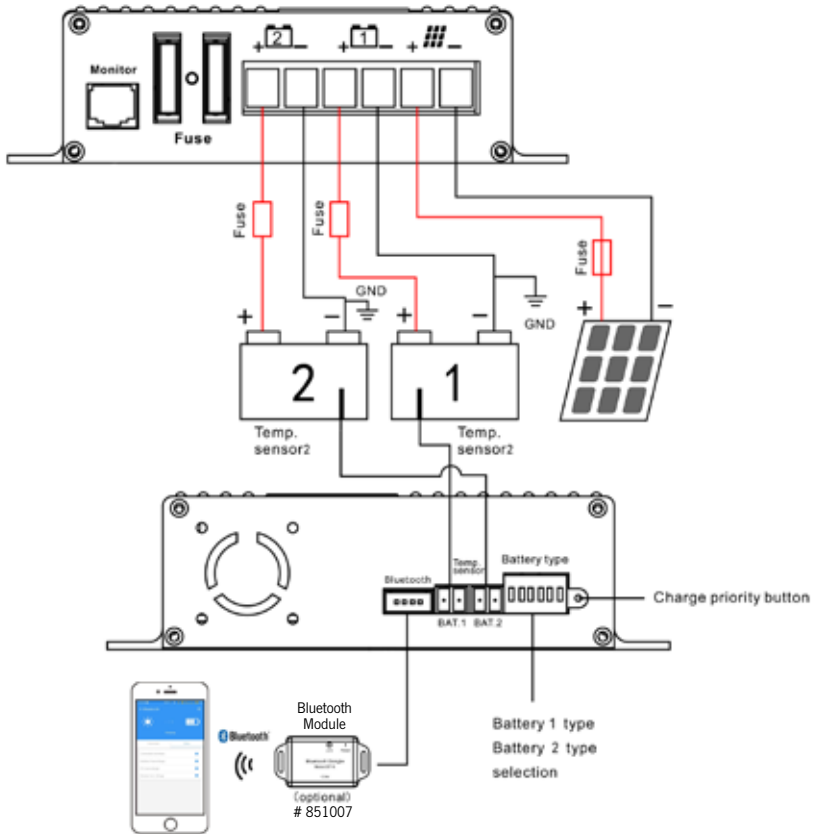 + 2 − + 1 − + −
Monitor
Fuse
Fuse
Fuse
Fuse
GND
GND
+ −
+ −
+ −
2
1
Temp.
sensor2
Temp.
sensor2
Bluetooth
Temp.
sensor
Battery type
BAT.1
BAT.2
Charge priority button
Bluetooth
Bluetooth
Module
(optional)
# 851007
Battery 1 type
Battery 2 type
selection